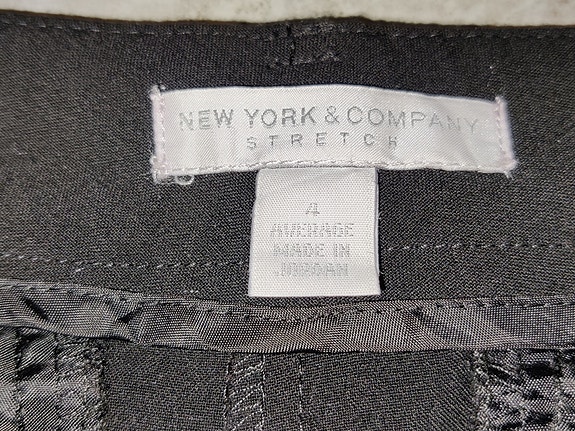 NEW YORK & COMPANY
STRETCH
4
AVERAGE
MADE IN
JORDAN